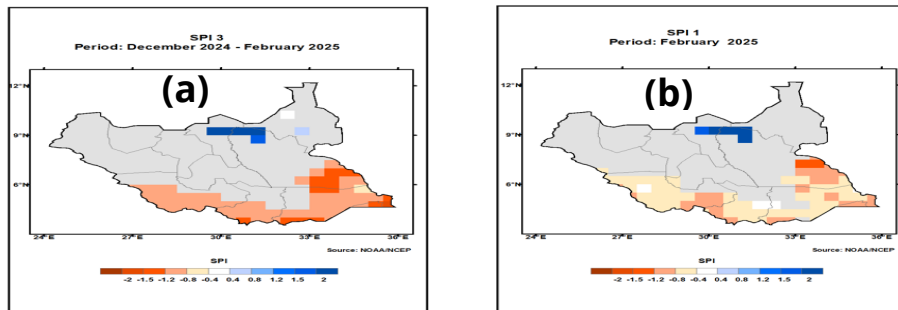 SPI 3
Period: December 2024 - February 2025
(a)
12°N
9°N
6°N
24°E 27°E 30°E 33°E 36°E
Source: NOAA/NCEP
SPI
-2 -1.5 -1.2 -0.8 -0.4 0.4 0.8 1.2 1.5 2
SPI 1
Period: February 2025
(b)
12°N
9°N
6°N
24°E 27°E 30°E 33°E 36°E
Source: NOAA/NCEP
SPI
-2 -1.5 -1.2 -0.8 -0.4 0.4 0.8 1.2 1.5 2